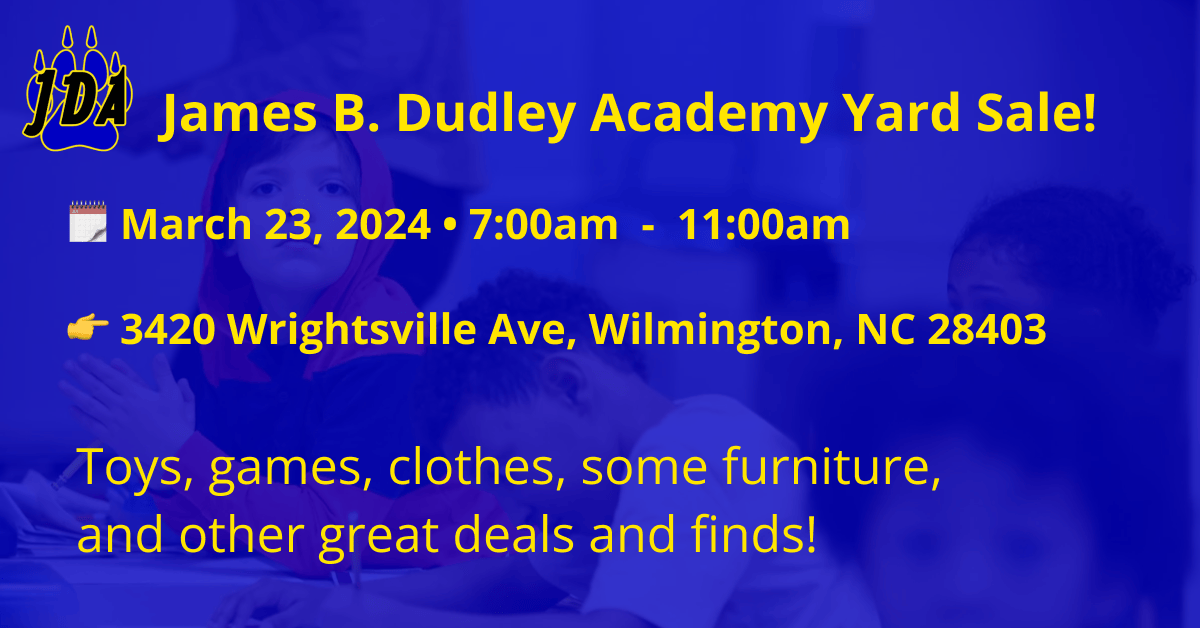 JDA
James B. Dudley Academy Yard Sale!
March 23, 2024 • 7:00am - 11:00am
3420 Wrightsville Ave, Wilmington, NC 28403
Toys, games, clothes, some furniture,
and other great deals and finds!